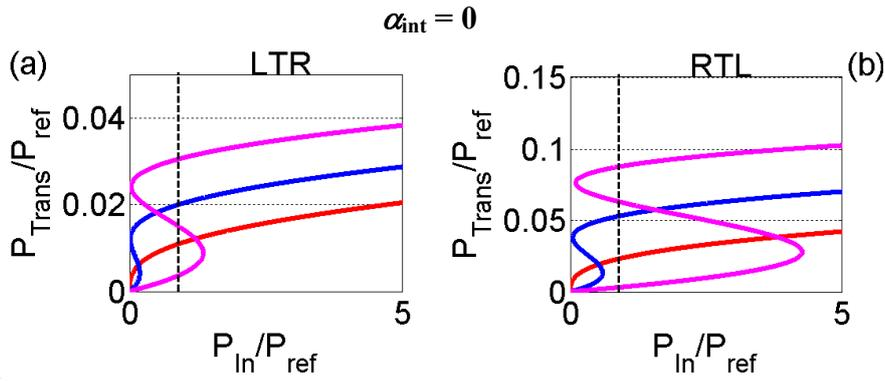 α_int = 0
(a) LTR
0.04
0.02
0
0 5
P_Trans/P_ref
P_In/P_ref
RTL (b)
0.15
0.1
0.05
0
0 5
P_Trans/P_ref
P_In/P_ref